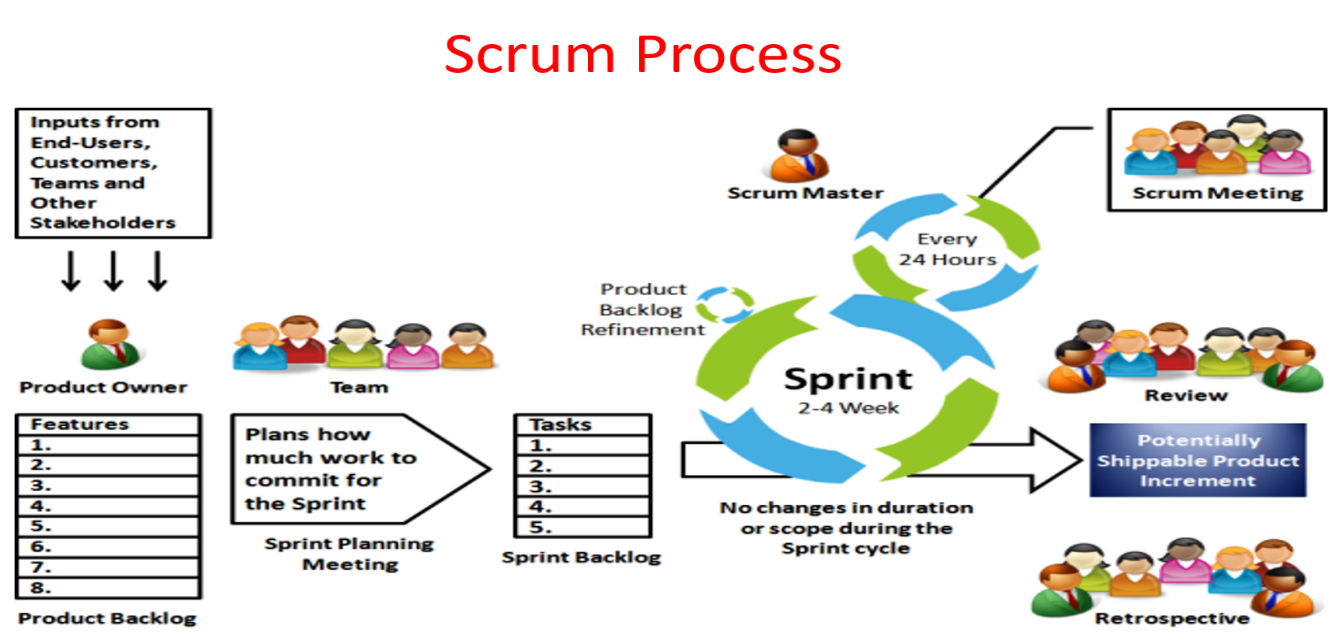 Scrum Process
Inputs from
End-Users,
Customers,
Teams and
Other
Stakeholders
Product Owner
Features
1.
2.
3.
4.
5.
6.
7.
8.
Product Backlog
Team
Plans how
much work to
commit for
the Sprint
Sprint Planning
Meeting
Tasks
1.
2.
3.
4.
5.
Sprint Backlog
Product
Backlog
Refinement
Scrum Master
Every
24 Hours
Scrum Meeting
Sprint
2-4 Week
No changes in duration
or scope during the
Sprint cycle
Review
Potentially
Shippable Product
Increment
Retrospective